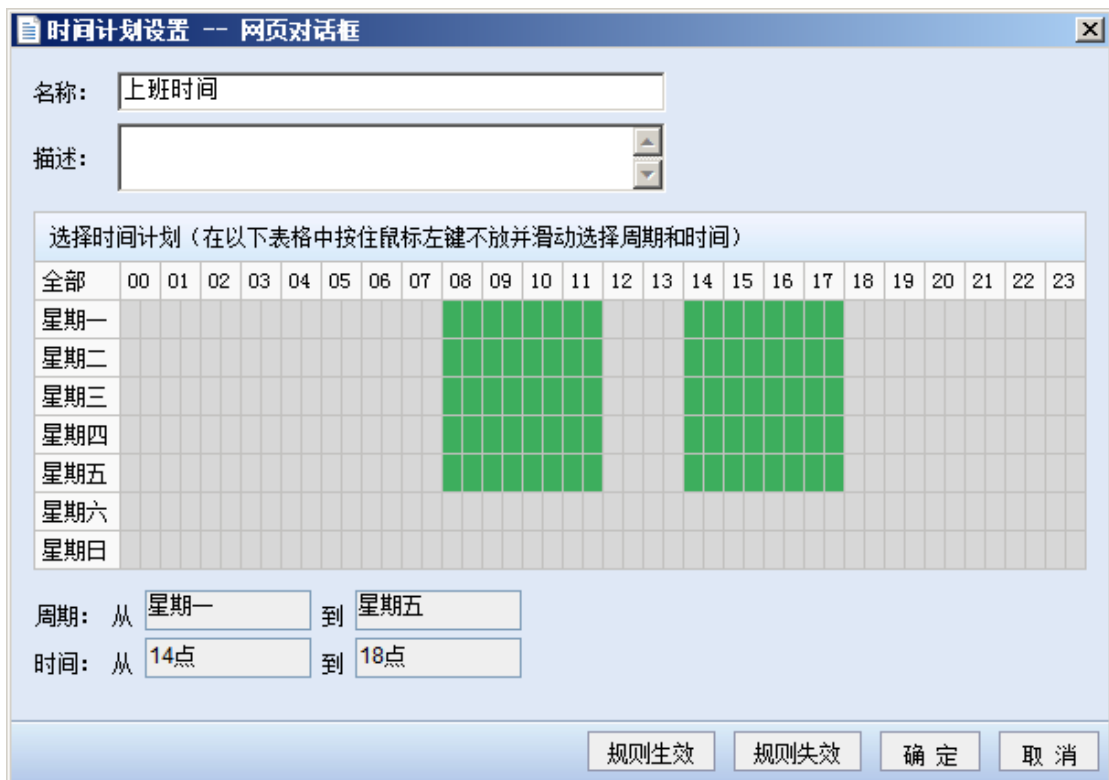 时间计划设置 -- 网页对话框
名称： 上班时间
描述：
选择时间计划（在以下表格中按住鼠标左键不放并滑动选择周期和时间）
全部 00 01 02 03 04 05 06 07 08 09 10 11 12 13 14 15 16 17 18 19 20 21 22 23
星期一
星期二
星期三
星期四
星期五
星期六
星期日
周期： 从 星期一 到 星期五
时间： 从 14点 到 18点
规则生效 规则失效 确 定 取 消